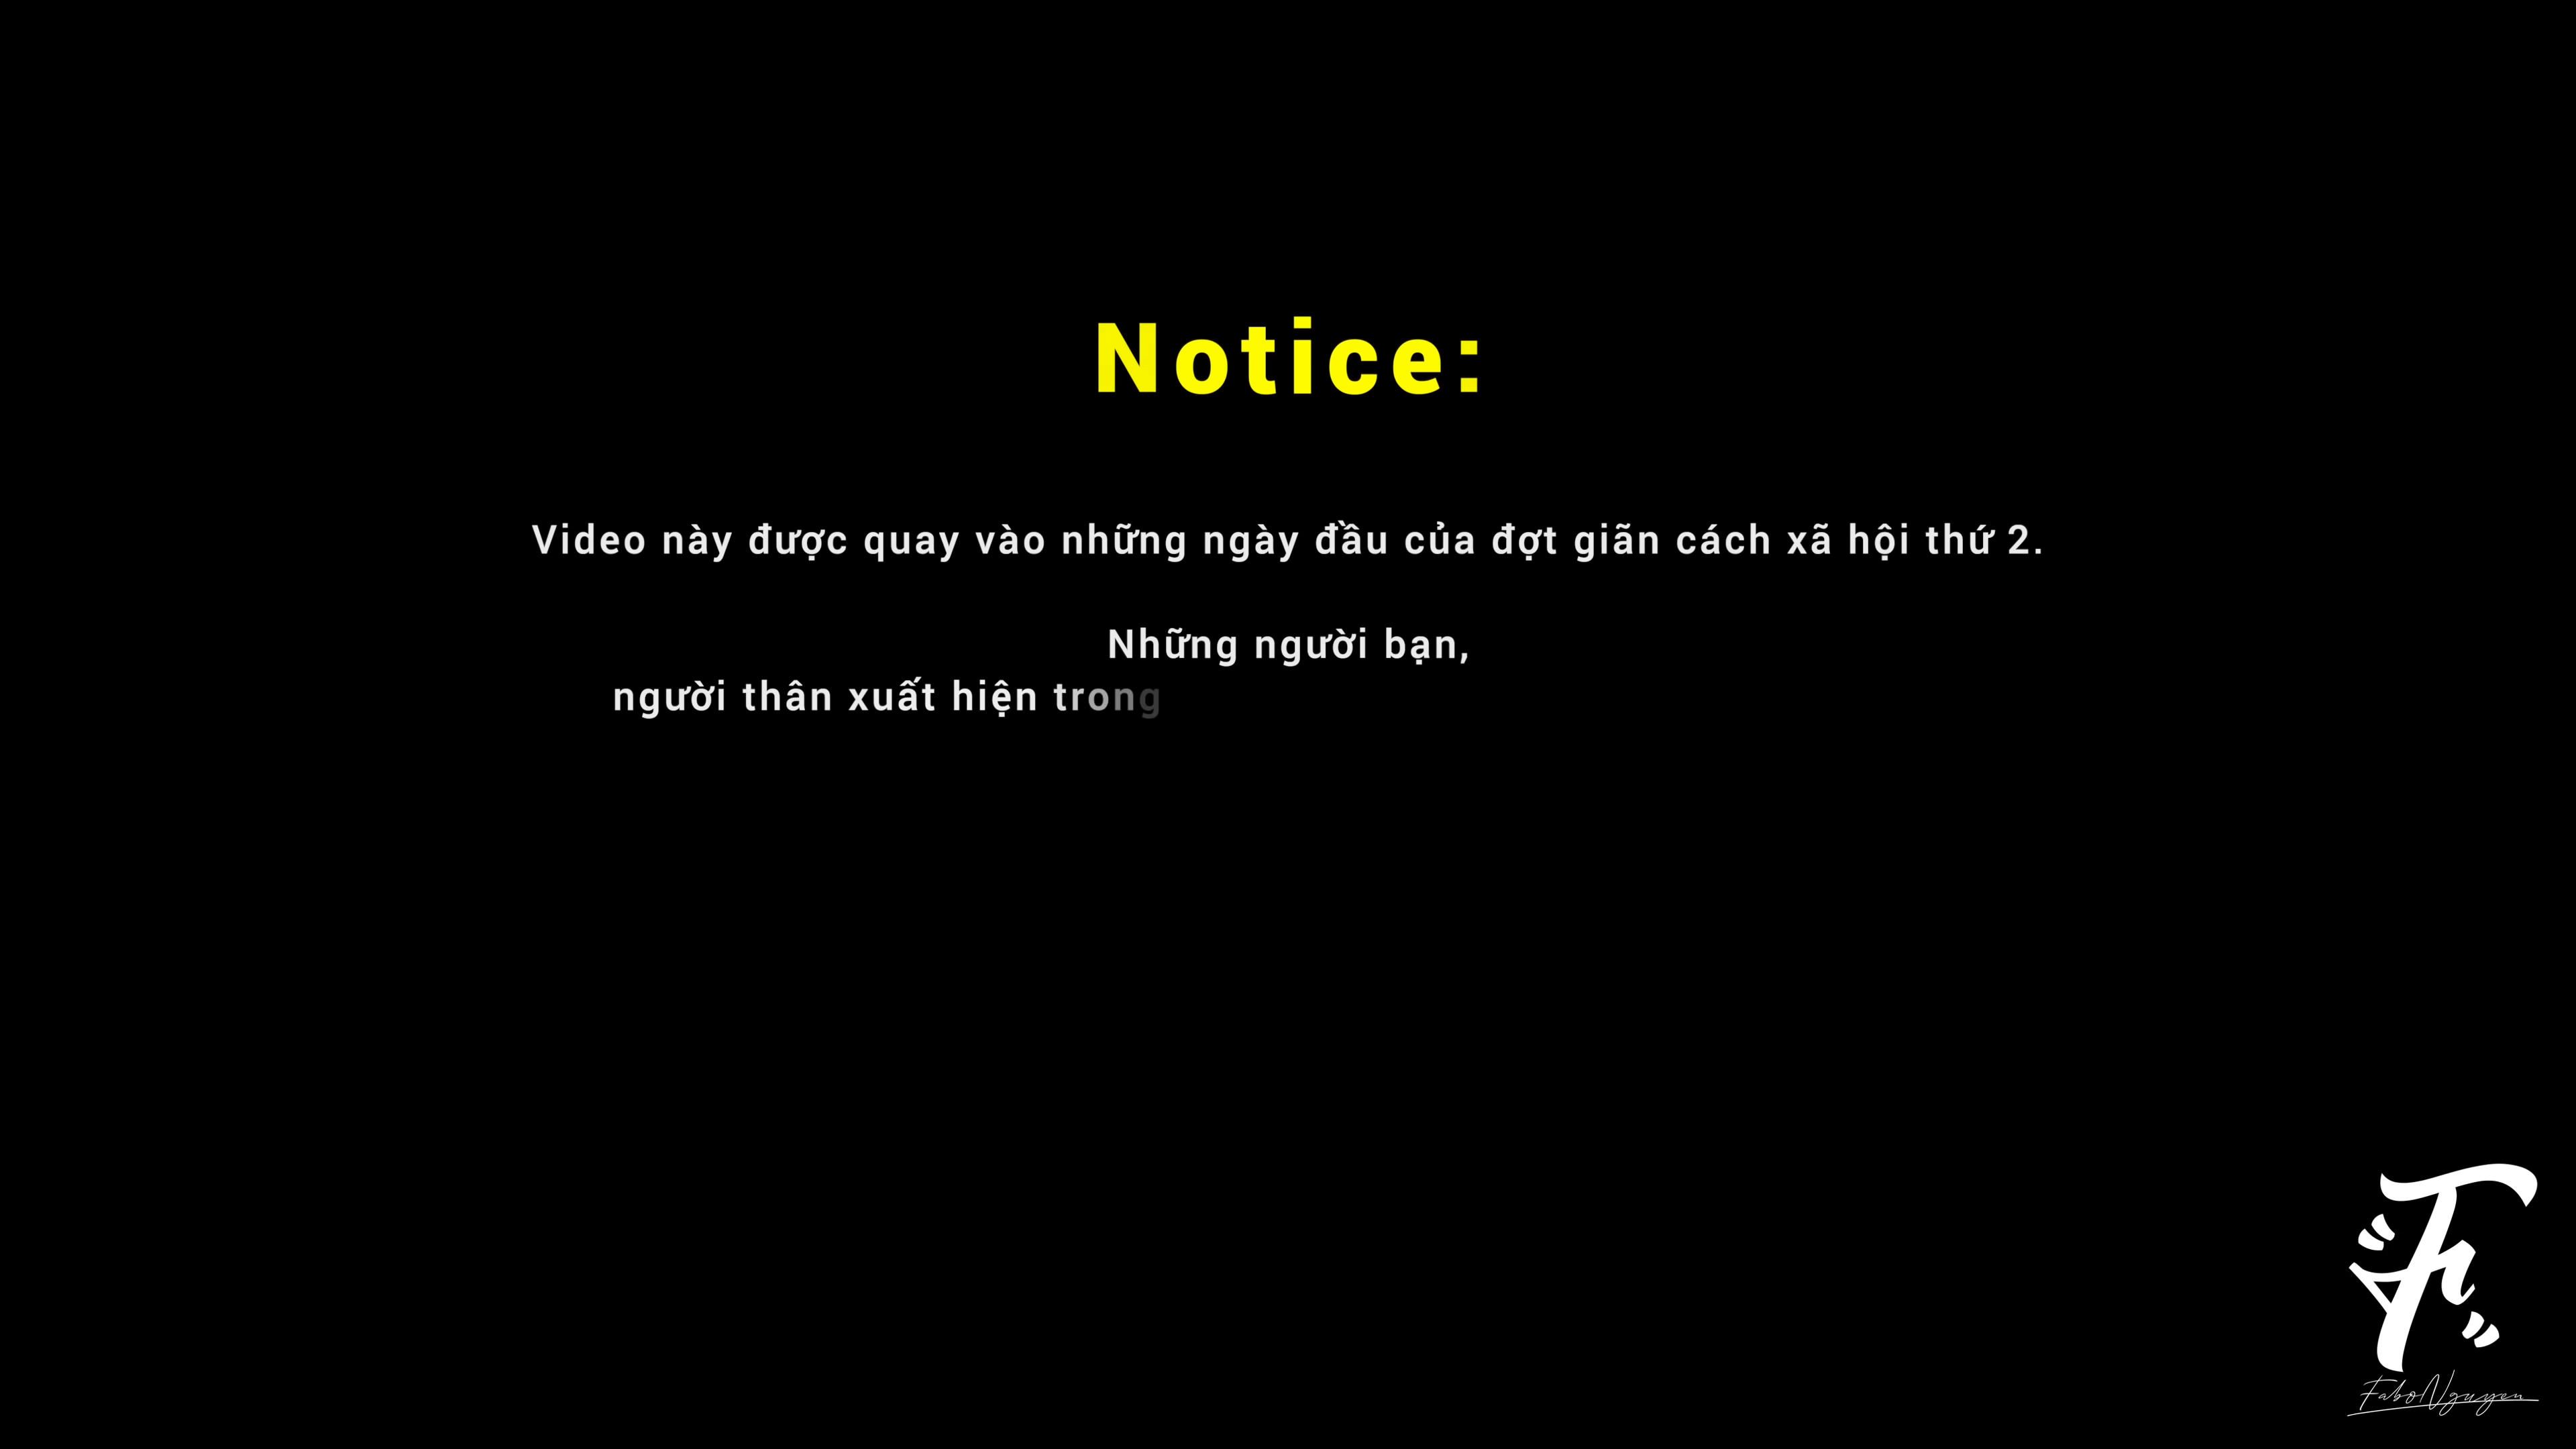 Notice:
Video này được quay vào những ngày đầu của đợt giãn cách xã hội thứ 2.
Những người bạn,
người thân xuất hiện trong
FaboNguyen